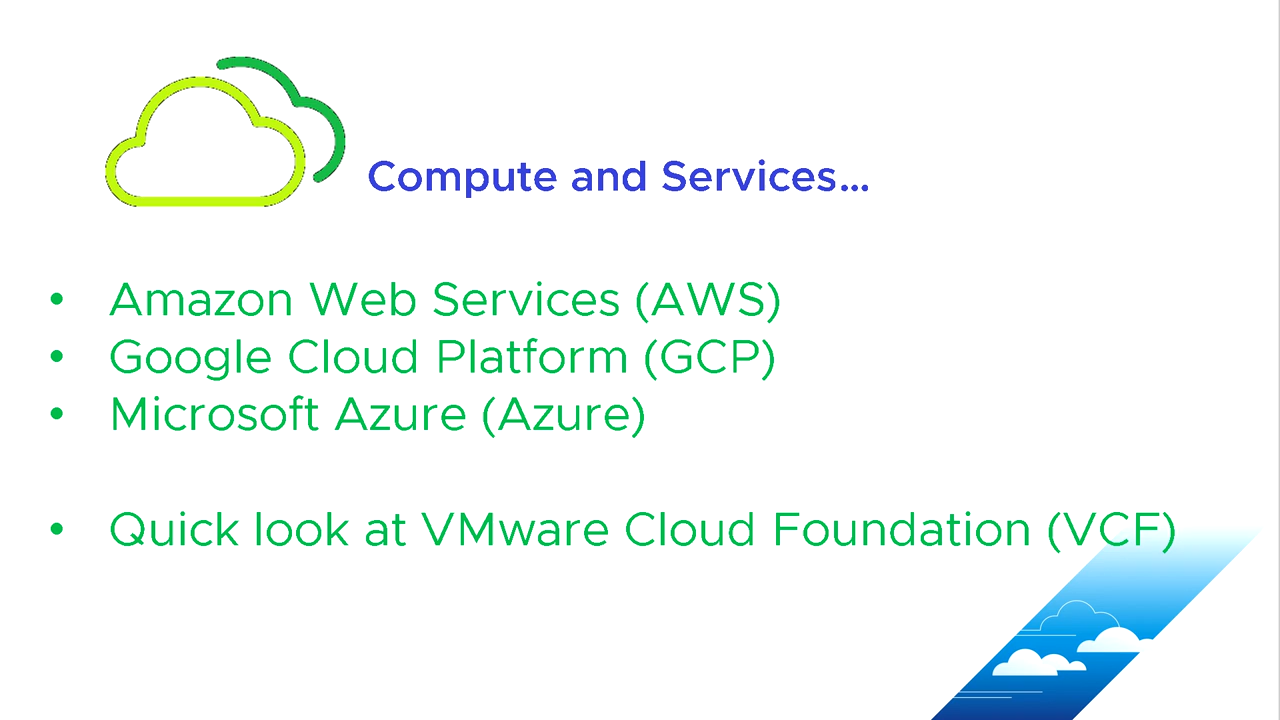 Compute and Services...
• Amazon Web Services (AWS)
• Google Cloud Platform (GCP)
• Microsoft Azure (Azure)
• Quick look at VMware Cloud Foundation (VCF)